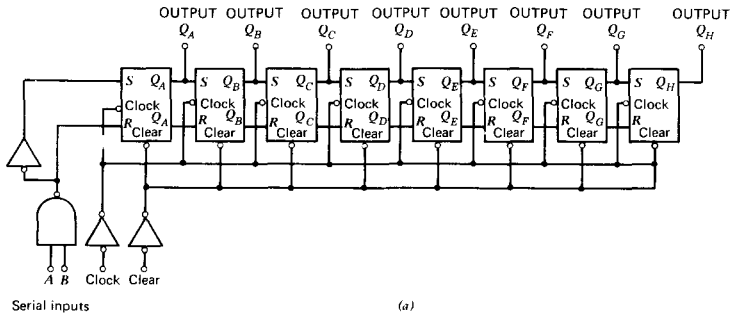 OUTPUT OUTPUT OUTPUT OUTPUT OUTPUT OUTPUT OUTPUT OUTPUT
Q_A Q_B Q_C Q_D Q_E Q_F Q_G Q_H
S Q_A S Q_B S Q_C S Q_D S Q_E S Q_F S Q_G S Q_H
Clock Clock Clock Clock Clock Clock Clock Clock
R Q_A R Q_B R Q_C R Q_D R Q_E R Q_F R Q_G R
Clear Clear Clear Clear Clear Clear Clear Clear
A B Clock Clear
Serial inputs
(a)